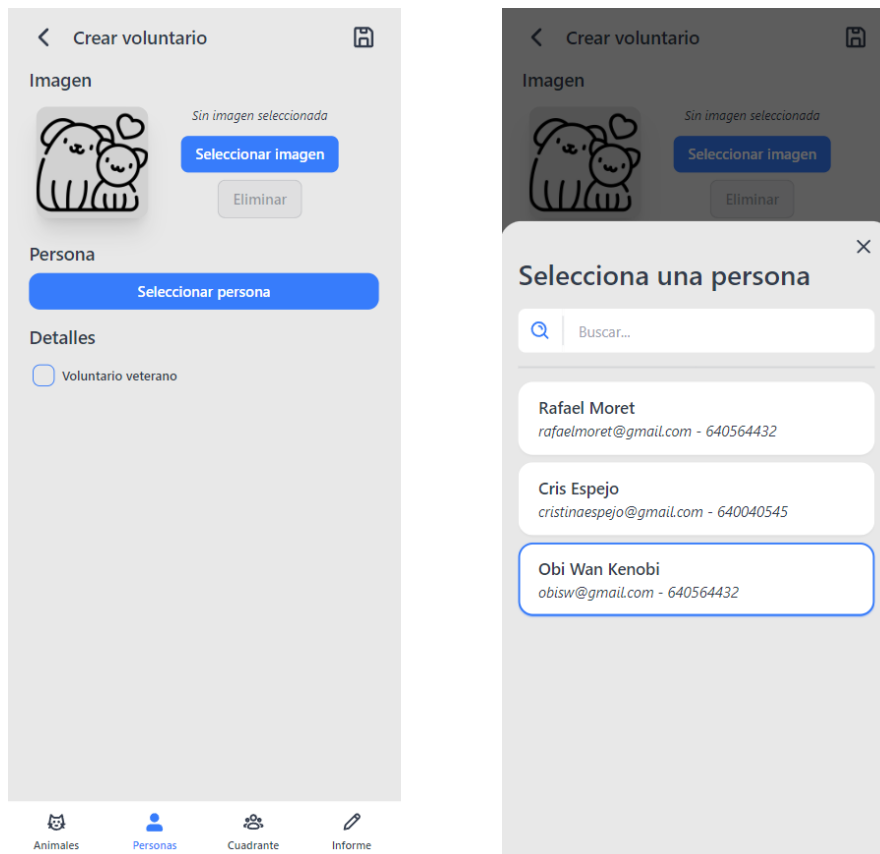 Crear voluntario
Imagen
Sin imagen seleccionada
Seleccionar imagen
Eliminar
Persona
Seleccionar persona
Detalles
Voluntario veterano
Animales
Personas
Cuadrante
Informe
Crear voluntario
Imagen
Sin imagen seleccionada
Seleccionar imagen
Eliminar
Selecciona una persona
Buscar...
Rafael Moret
rafaelmoret@gmail.com - 640564432
Cris Espejo
cristinaespejo@gmail.com - 640040545
Obi Wan Kenobi
obisw@gmail.com - 640564432